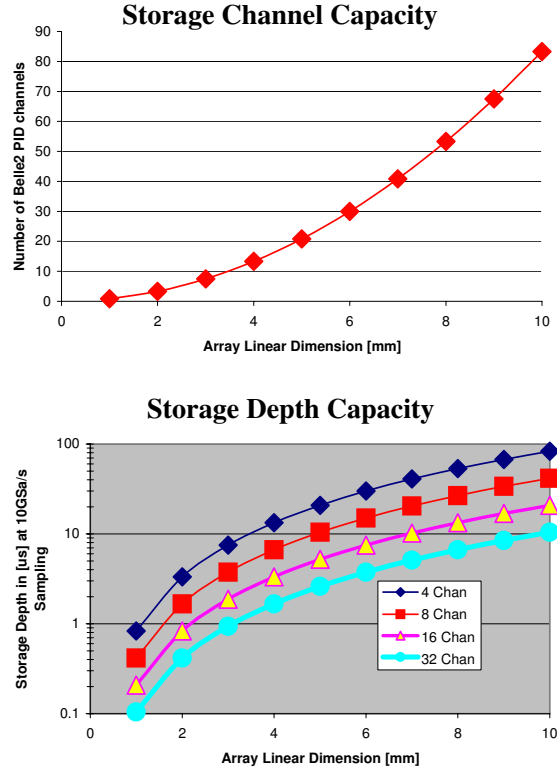 Storage Channel Capacity
Number of Belle2 PID channels
90
80
70
60
50
40
30
20
10
0
0 2 4 6 8 10
Array Linear Dimension [mm]
Storage Depth Capacity
Storage Depth in [us] at 10GSa/s
Sampling
100
10
1
0.1
4 Chan
8 Chan
16 Chan
32 Chan
0 2 4 6 8 10
Array Linear Dimension [mm]